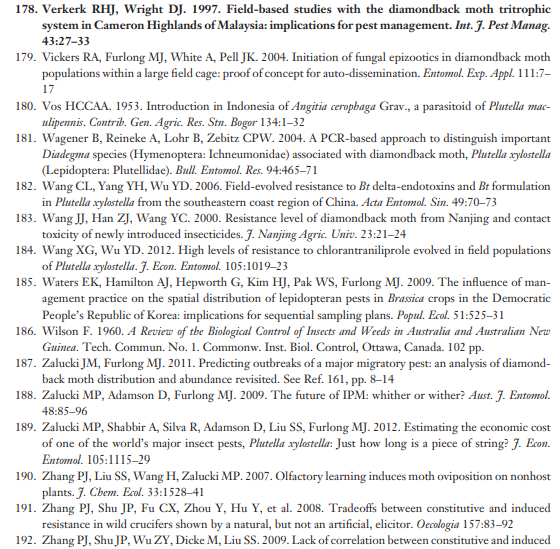 178. Verkerk RHJ, Wright DJ. 1997. Field-based studies with the diamondback moth tritrophic
system in Cameron Highlands of Malaysia: implications for pest management. Int. J. Pest Manag.
43:27–33
179. Vickers RA, Furlong MJ, White A, Pell JK. 2004. Initiation of fungal epizootics in diamondback moth
populations within a large field cage: proof of concept for auto-dissemination. Entomol. Exp. Appl. 111:7–
17
180. Vos HCCAA. 1953. Introduction in Indonesia of Angitia cerophaga Grav., a parasitoid of Plutella mac-
ulipennis. Contrib. Gen. Agric. Res. Stn. Bogor 134:1–32
181. Wagener B, Reineke A, Lohr B, Zebitz CPW. 2004. A PCR-based approach to distinguish important
Diadegma species (Hymenoptera: Ichneumonidae) associated with diamondback moth, Plutella xylostella
(Lepidoptera: Plutellidae). Bull. Entomol. Res. 94:465–71
182. Wang CL, Yang YH, Wu YD. 2006. Field-evolved resistance to Bt delta-endotoxins and Bt formulation
in Plutella xylostella from the southeastern coast region of China. Acta Entomol. Sin. 49:70–73
183. Wang JJ, Han ZJ, Wang YC. 2000. Resistance level of diamondback moth from Nanjing and contact
toxicity of newly introduced insecticides. J. Nanjing Agric. Univ. 23:21–24
184. Wang XG, Wu YD. 2012. High levels of resistance to chlorantraniliprole evolved in field populations
of Plutella xylostella. J. Econ. Entomol. 105:1019–23
185. Waters EK, Hamilton AJ, Hepworth G, Kim HJ, Pak WS, Furlong MJ. 2009. The influence of man-
agement practice on the spatial distribution of lepidopteran pests in Brassica crops in the Democratic
People's Republic of Korea: implications for sequential sampling plans. Popul. Ecol. 51:525–31
186. Wilson F. 1960. A Review of the Biological Control of Insects and Weeds in Australia and Australian New
Guinea. Tech. Commun. No. 1. Commonw. Inst. Biol. Control, Ottawa, Canada. 102 pp.
187. Zalucki JM, Furlong MJ. 2011. Predicting outbreaks of a major migratory pest: an analysis of diamond-
back moth distribution and abundance revisited. See Ref. 161, pp. 8–14
188. Zalucki MP, Adamson D, Furlong MJ. 2009. The future of IPM: whither or wither? Aust. J. Entomol.
48:85–96
189. Zalucki MP, Shabbir A, Silva R, Adamson D, Liu SS, Furlong MJ. 2012. Estimating the economic cost
of one of the world's major insect pests, Plutella xylostella: Just how long is a piece of string? J. Econ.
Entomol. 105:1115–29
190. Zhang PJ, Liu SS, Wang H, Zalucki MP. 2007. Olfactory learning induces moth oviposition on nonhost
plants. J. Chem. Ecol. 33:1528–41
191. Zhang PJ, Shu JP, Fu CX, Zhou Y, Hu Y, et al. 2008. Tradeoffs between constitutive and induced
resistance in wild crucifers shown by a natural, but not an artificial, elicitor. Oecologia 157:83–92
192. Zhang PJ, Shu JP, Wu ZY, Dicke M, Liu SS. 2009. Lack of correlation between constitutive and induced